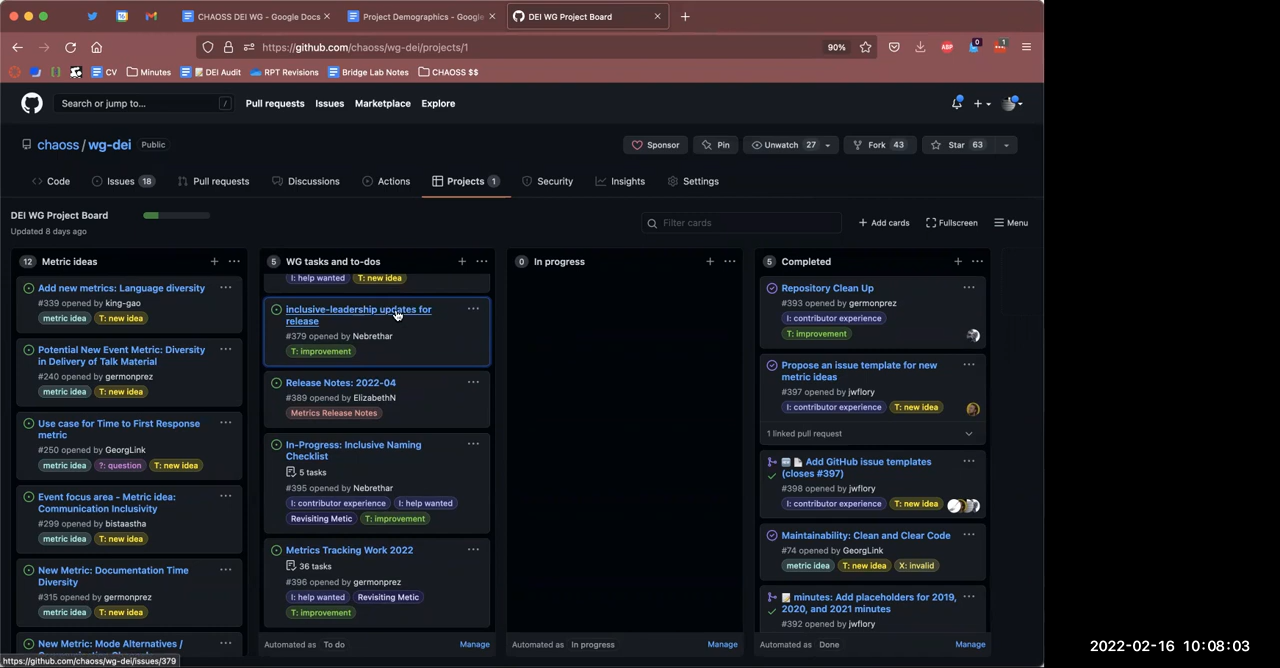 CHAOSS DEI WG - Google Docs
Project Demographics - Google
DEI WG Project Board
https://github.com/chaoss/wg-dei/projects/1
90%
CV
Minutes
DEI Audit
RPT Revisions
Bridge Lab Notes
CHAOSS $$
Search or jump to...
/
Pull requests
Issues
Marketplace
Explore
chaoss / wg-dei
Public
Sponsor
Pin
Unwatch 27
Fork 43
Star 63
Code
Issues 18
Pull requests
Discussions
Actions
Projects 1
Security
Insights
Settings
DEI WG Project Board
Updated 8 days ago
Filter cards
+ Add cards
Fullscreen
Menu
12 Metric ideas
Add new metrics: Language diversity
#339 opened by king-gao
metric idea T: new idea
Potential New Event Metric: Diversity
in Delivery of Talk Material
#240 opened by germonprez
metric idea T: new idea
Use case for Time to First Response
metric
#250 opened by GeorgLink
metric idea ?: question T: new idea
Event focus area - Metric idea:
Communication Inclusivity
#299 opened by bistaastha
metric idea T: new idea
New Metric: Documentation Time
Diversity
#315 opened by germonprez
metric idea T: new idea
New Metric: Mode Alternatives /
5 WG tasks and to-dos
I: help wanted T: new idea
inclusive-leadership updates for
release
#379 opened by Nebrethar
T: improvement
Release Notes: 2022-04
#389 opened by ElizabethN
Metrics Release Notes
In-Progress: Inclusive Naming
Checklist
5 tasks
#395 opened by Nebrethar
I: contributor experience I: help wanted
Revisiting Metic T: improvement
Metrics Tracking Work 2022
36 tasks
#396 opened by germonprez
I: help wanted Revisiting Metic
T: improvement
Automated as To do Manage
0 In progress
Automated as In progress Manage
5 Completed
Repository Clean Up
#393 opened by germonprez
I: contributor experience
T: improvement
Propose an issue template for new
metric ideas
#397 opened by jwflory
I: contributor experience T: new idea
1 linked pull request
Add GitHub issue templates
(closes #397)
#398 opened by jwflory
I: contributor experience T: new idea
Maintainability: Clean and Clear Code
#74 opened by GeorgLink
metric idea T: new idea X: invalid
minutes: Add placeholders for 2019,
2020, and 2021 minutes
#392 opened by jwflory
Automated as Done Manage
https://github.com/chaoss/wg-dei/issues/379
2022-02-16 10:08:03